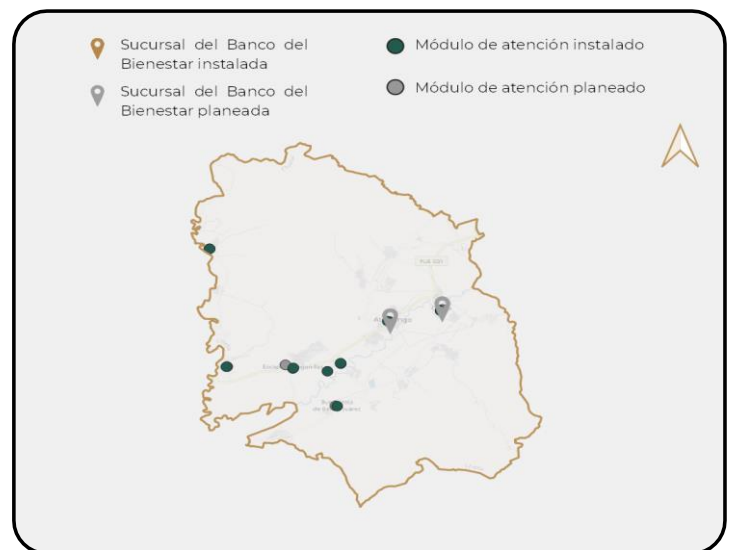 Sucursal del Banco del
Bienestar instalada
Sucursal del Banco del
Bienestar planeada
Módulo de atención instalado
Módulo de atención planeado